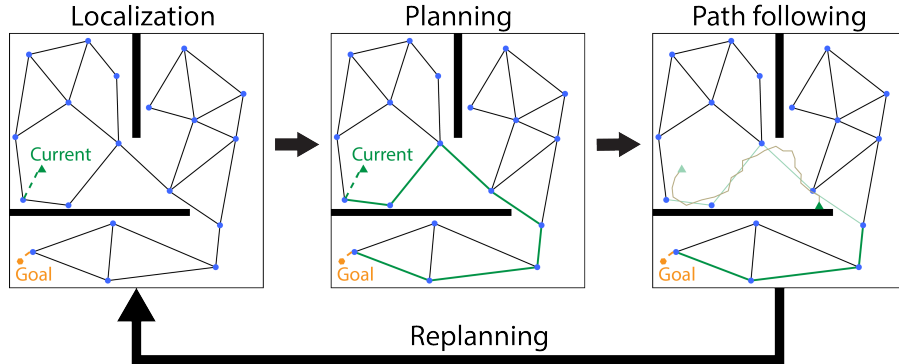 Localization
Planning
Path following
Current
Current
Goal
Goal
Goal
Replanning